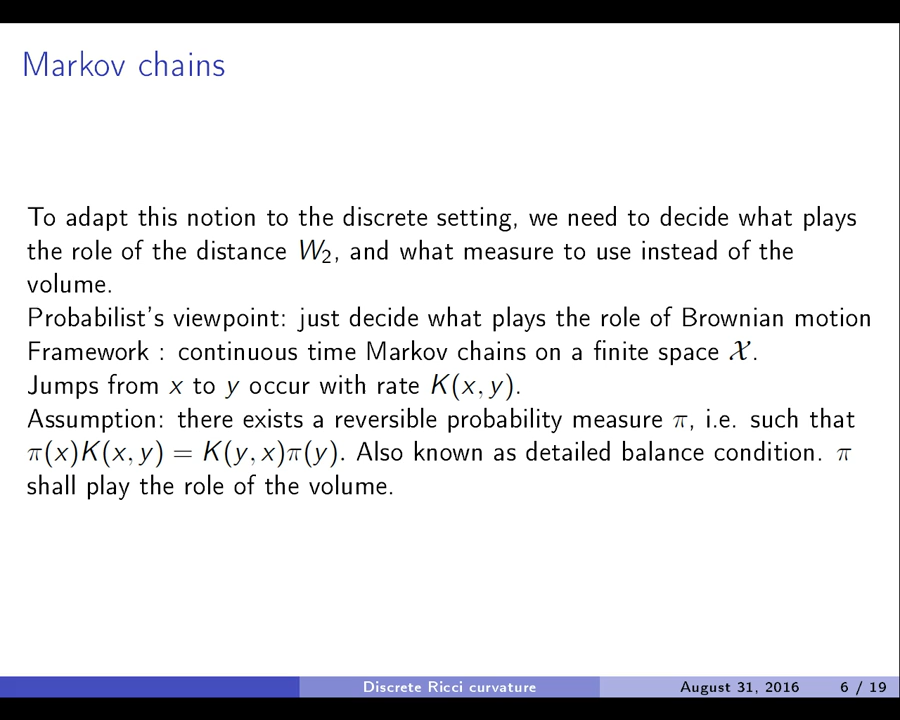 Markov chains
To adapt this notion to the discrete setting, we need to decide what plays
the role of the distance W₂, and what measure to use instead of the
volume.
Probabilist's viewpoint: just decide what plays the role of Brownian motion
Framework : continuous time Markov chains on a finite space 𝒳.
Jumps from x to y occur with rate K(x, y).
Assumption: there exists a reversible probability measure π, i.e. such that
π(x)K(x, y) = K(y, x)π(y). Also known as detailed balance condition. π
shall play the role of the volume.
Discrete Ricci curvature August 31, 2016 6 / 19